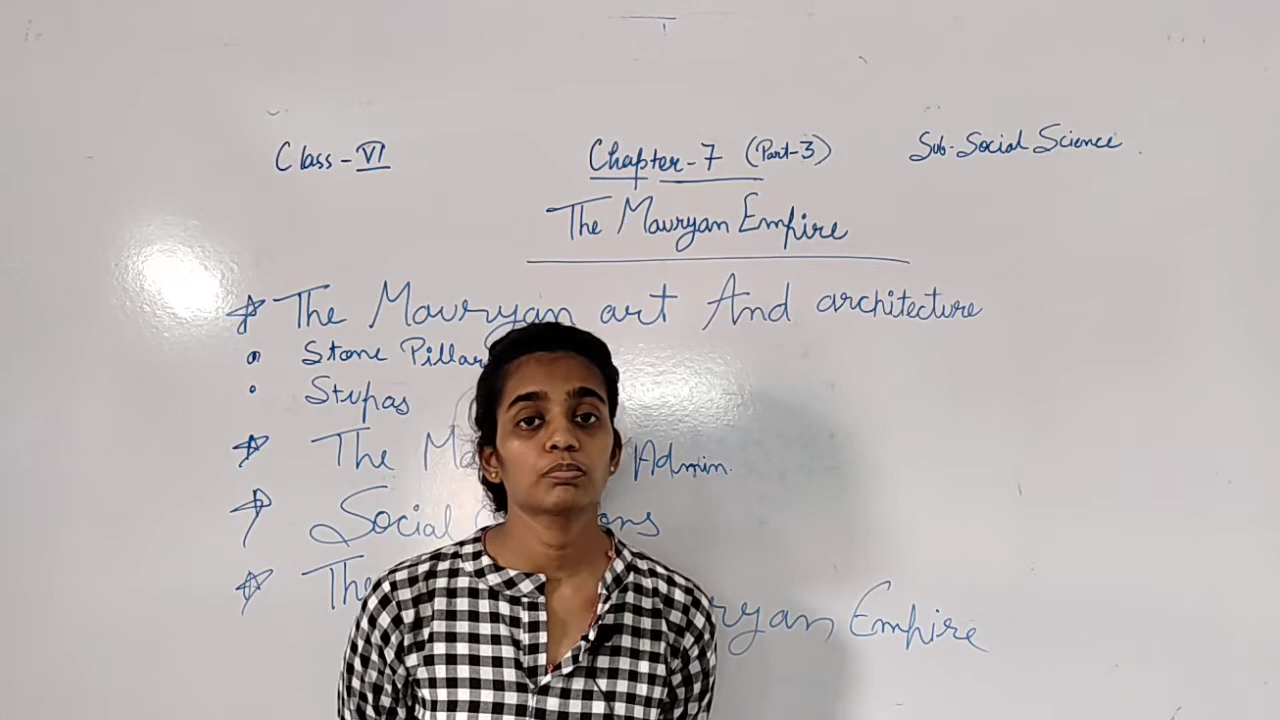 Class - VI
Chapter - 7 (Part-3)
Sub - Social Science
The Mauryan Empire
The Mauryan art And architecture
Stone Pillar
Stupas
The Ma Admin.
Social ons
The ryan Empire